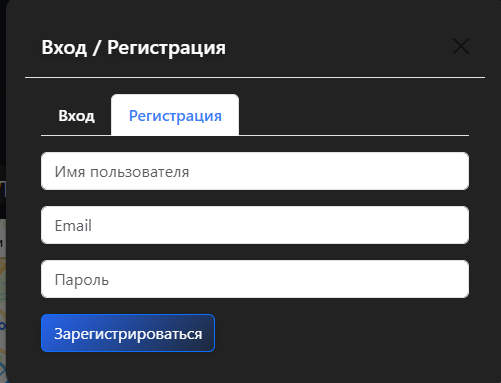 Вход / Регистрация
Вход Регистрация
Имя пользователя
Email
Пароль
Зарегистрироваться